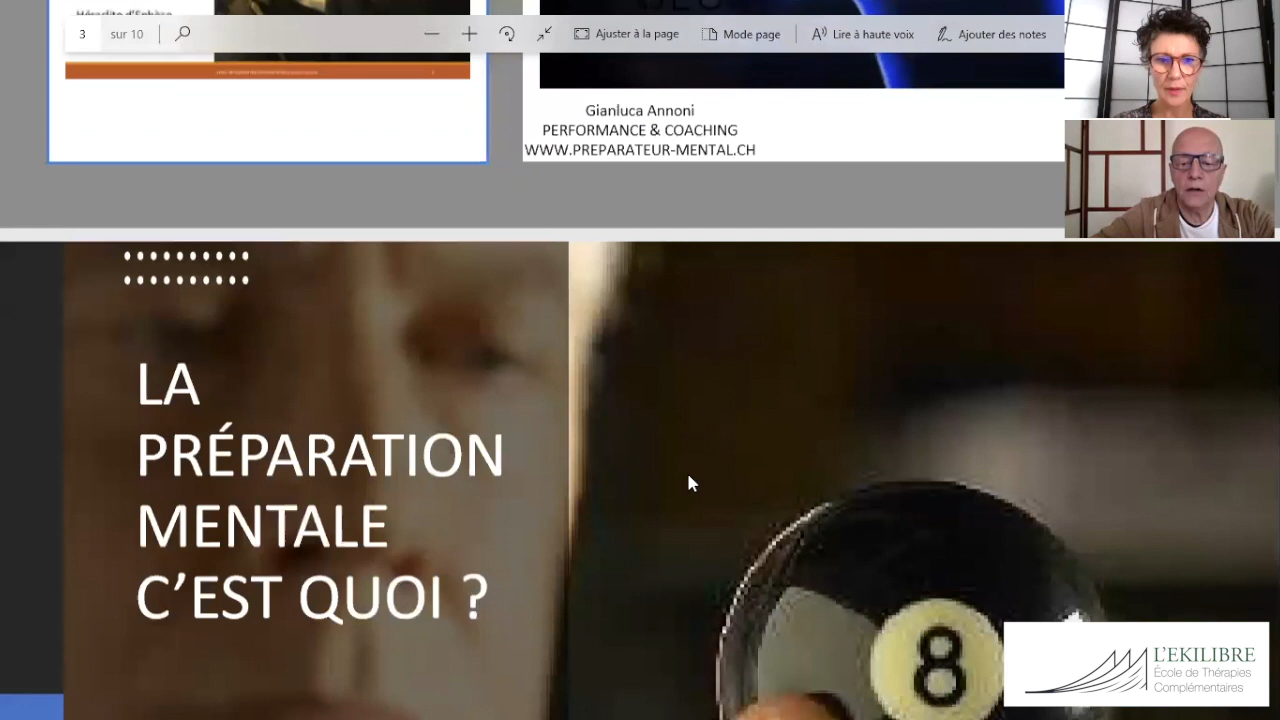 Héraclite d'Ephèse
3 sur 10
Ajuster à la page
Mode page
Lire à haute voix
Ajouter des notes
Gianluca Annoni
PERFORMANCE & COACHING
WWW.PREPARATEUR-MENTAL.CH
LA
PRÉPARATION
MENTALE
C'EST QUOI ?
8
L'EKILIBRE
École de Thérapies
Complémentaires